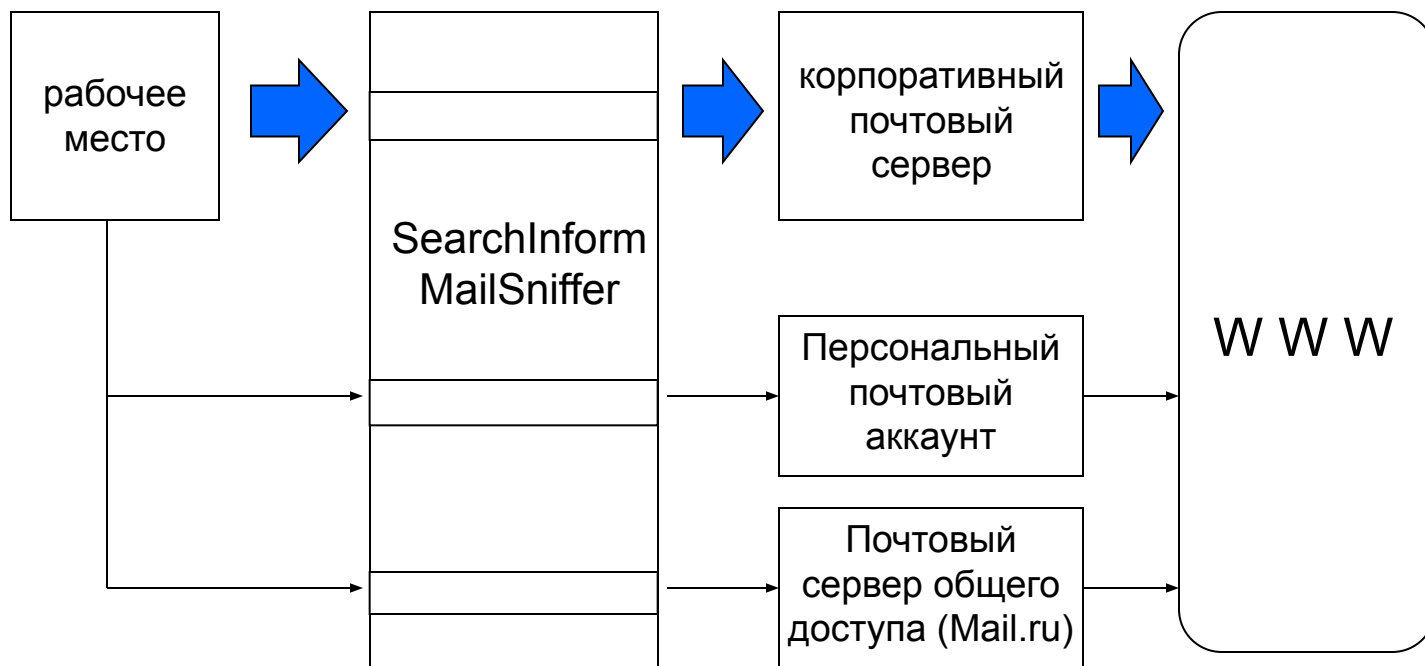 рабочее
место
SearchInform
MailSniffer
корпоративный
почтовый
сервер
Персональный
почтовый
аккаунт
Почтовый
сервер общего
доступа (Mail.ru)
W W W